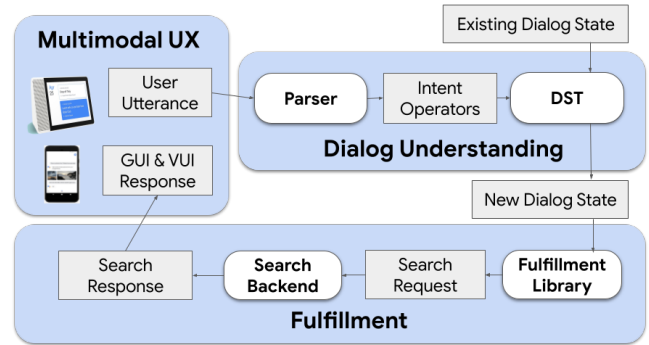 Multimodal UX
User
Utterance
GUI & VUI
Response
Existing Dialog State
Parser
Intent
Operators
DST
Dialog Understanding
New Dialog State
Search
Response
Search
Backend
Search
Request
Fulfillment
Library
Fulfillment